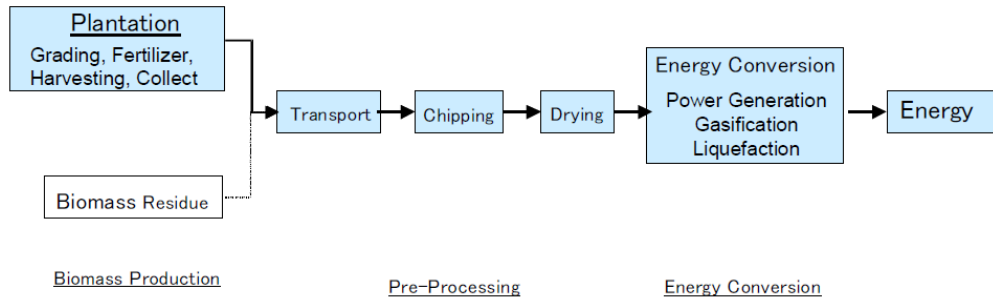 Plantation
Grading, Fertilizer,
Harvesting, Collect
Biomass Residue
Transport
Chipping
Drying
Energy Conversion
Power Generation
Gasification
Liquefaction
Energy
Biomass Production
Pre-Processing
Energy Conversion